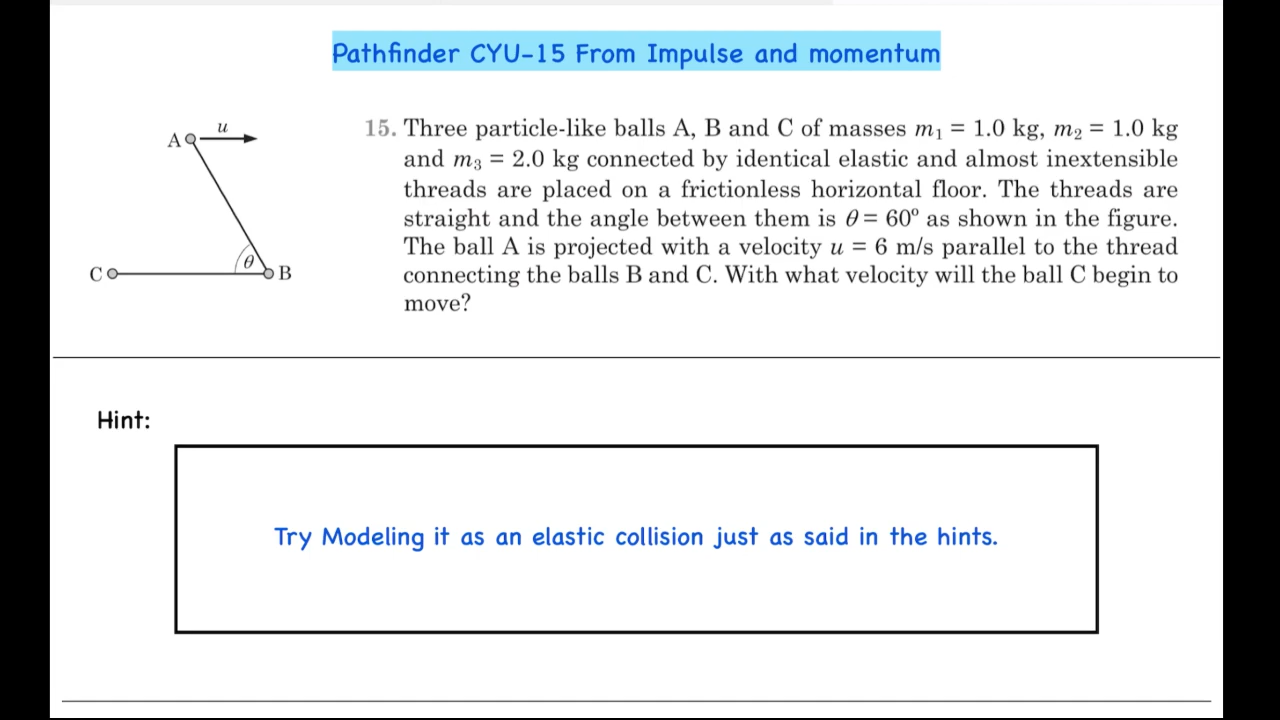 Pathfinder CYU-15 From Impulse and momentum
u
A
θ
C
B
15. Three particle-like balls A, B and C of masses m₁ = 1.0 kg, m₂ = 1.0 kg
and m₃ = 2.0 kg connected by identical elastic and almost inextensible
threads are placed on a frictionless horizontal floor. The threads are
straight and the angle between them is θ = 60° as shown in the figure.
The ball A is projected with a velocity u = 6 m/s parallel to the thread
connecting the balls B and C. With what velocity will the ball C begin to
move?
Hint:
Try Modeling it as an elastic collision just as said in the hints.